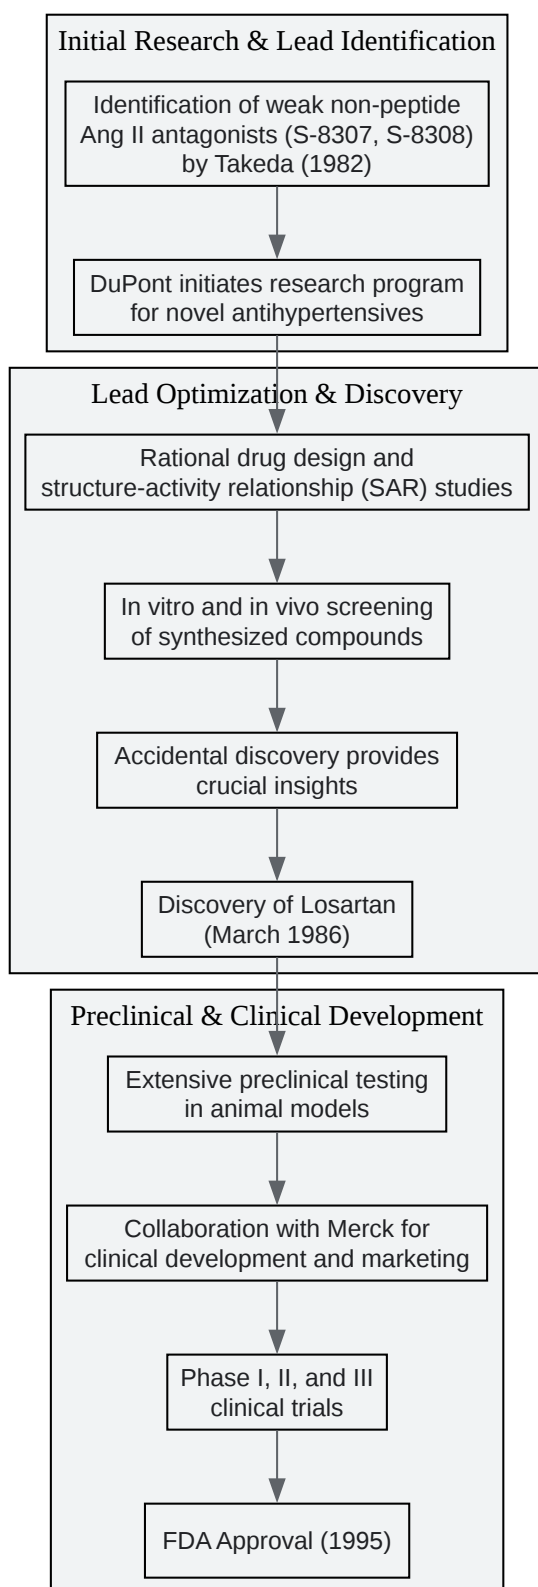 Initial Research & Lead Identification
Identification of weak non-peptide
Ang II antagonists (S-8307, S-8308)
by Takeda (1982)
DuPont initiates research program
for novel antihypertensives
Lead Optimization & Discovery
Rational drug design and
structure-activity relationship (SAR) studies
In vitro and in vivo screening
of synthesized compounds
Accidental discovery provides
crucial insights
Discovery of Losartan
(March 1986)
Preclinical & Clinical Development
Extensive preclinical testing
in animal models
Collaboration with Merck for
clinical development and marketing
Phase I, II, and III
clinical trials
FDA Approval (1995)